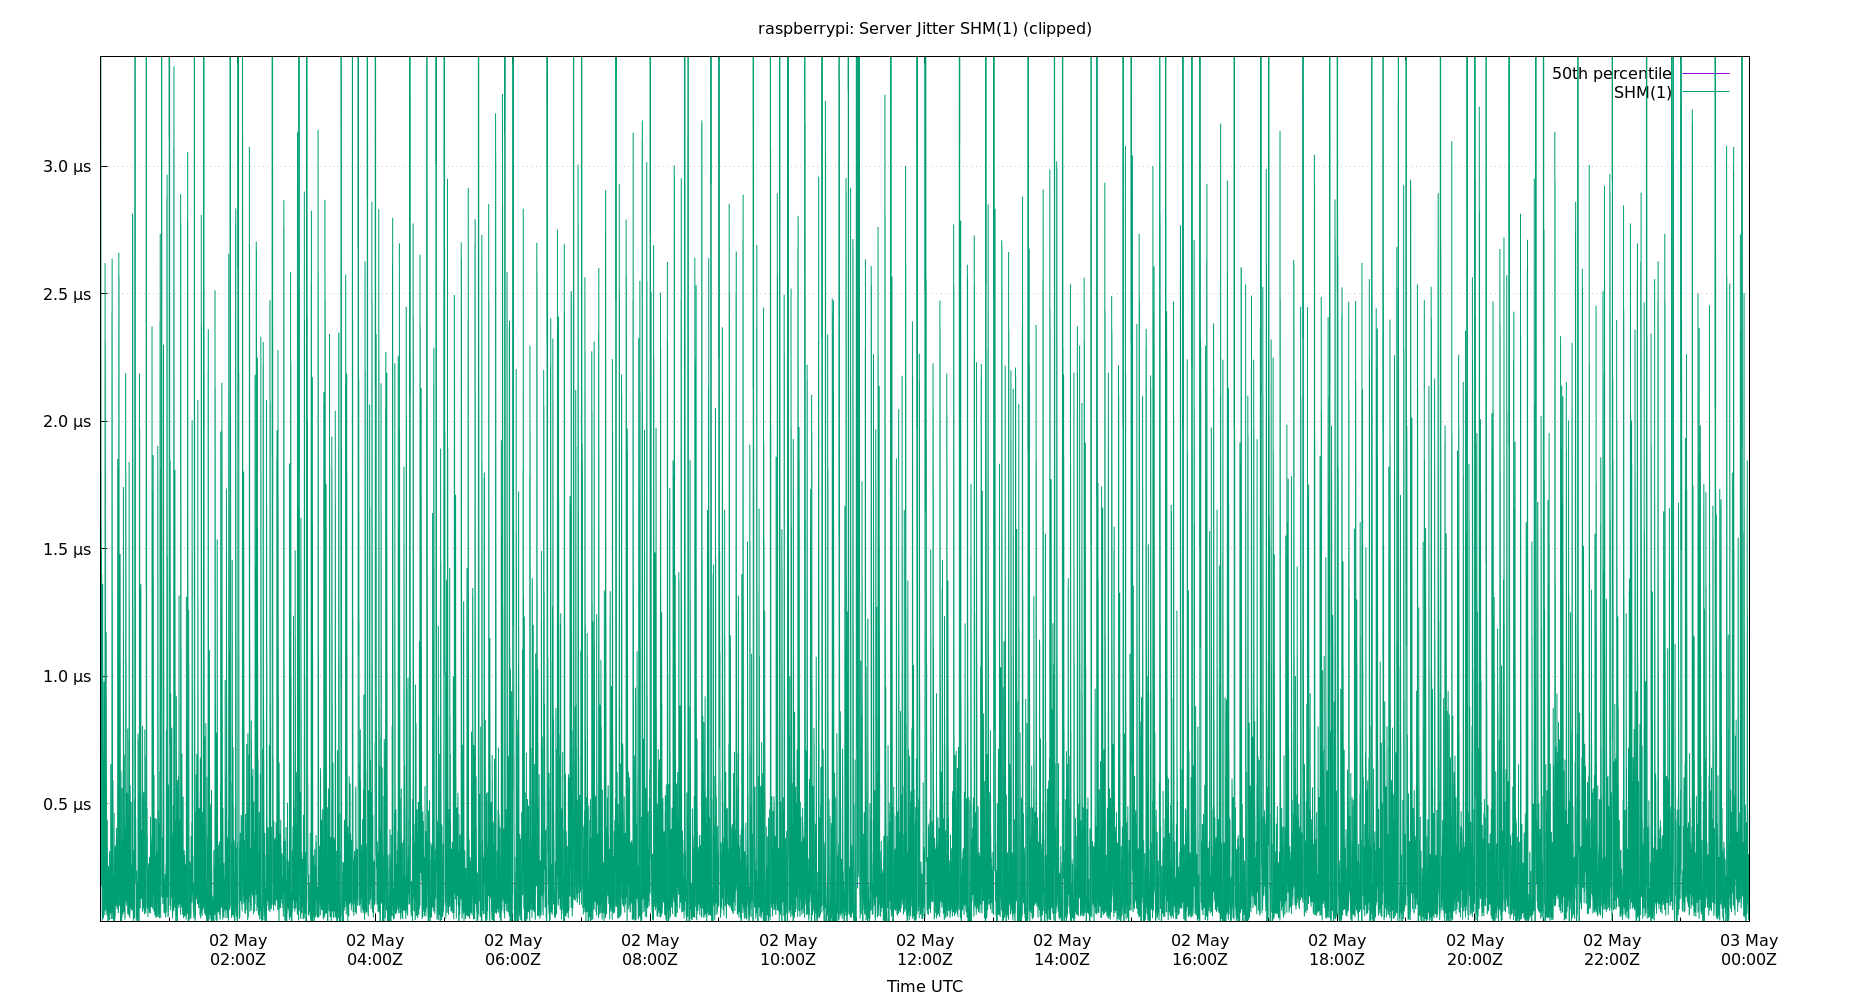 raspberrypi: Server Jitter SHM(1) (clipped)
50th percentile
SHM(1)
3.0 µs
2.5 µs
2.0 µs
1.5 µs
1.0 µs
0.5 µs
02 May 02 May 02 May 02 May 02 May 02 May 02 May 02 May 02 May 02 May 02 May 03 May
02:00Z 04:00Z 06:00Z 08:00Z 10:00Z 12:00Z 14:00Z 16:00Z 18:00Z 20:00Z 22:00Z 00:00Z
Time UTC